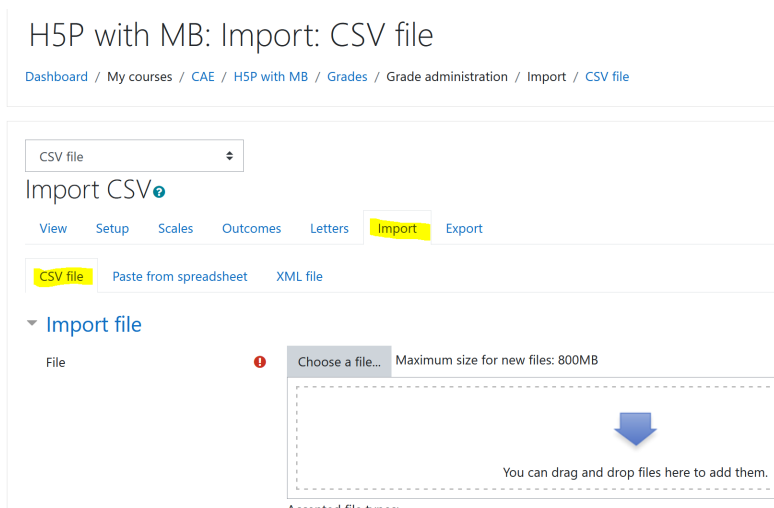 H5P with MB: Import: CSV file
Dashboard / My courses / CAE / H5P with MB / Grades / Grade administration / Import / CSV file
CSV file
Import CSV
View Setup Scales Outcomes Letters Import Export
CSV file Paste from spreadsheet XML file
Import file
File Choose a file... Maximum size for new files: 800MB
You can drag and drop files here to add them.